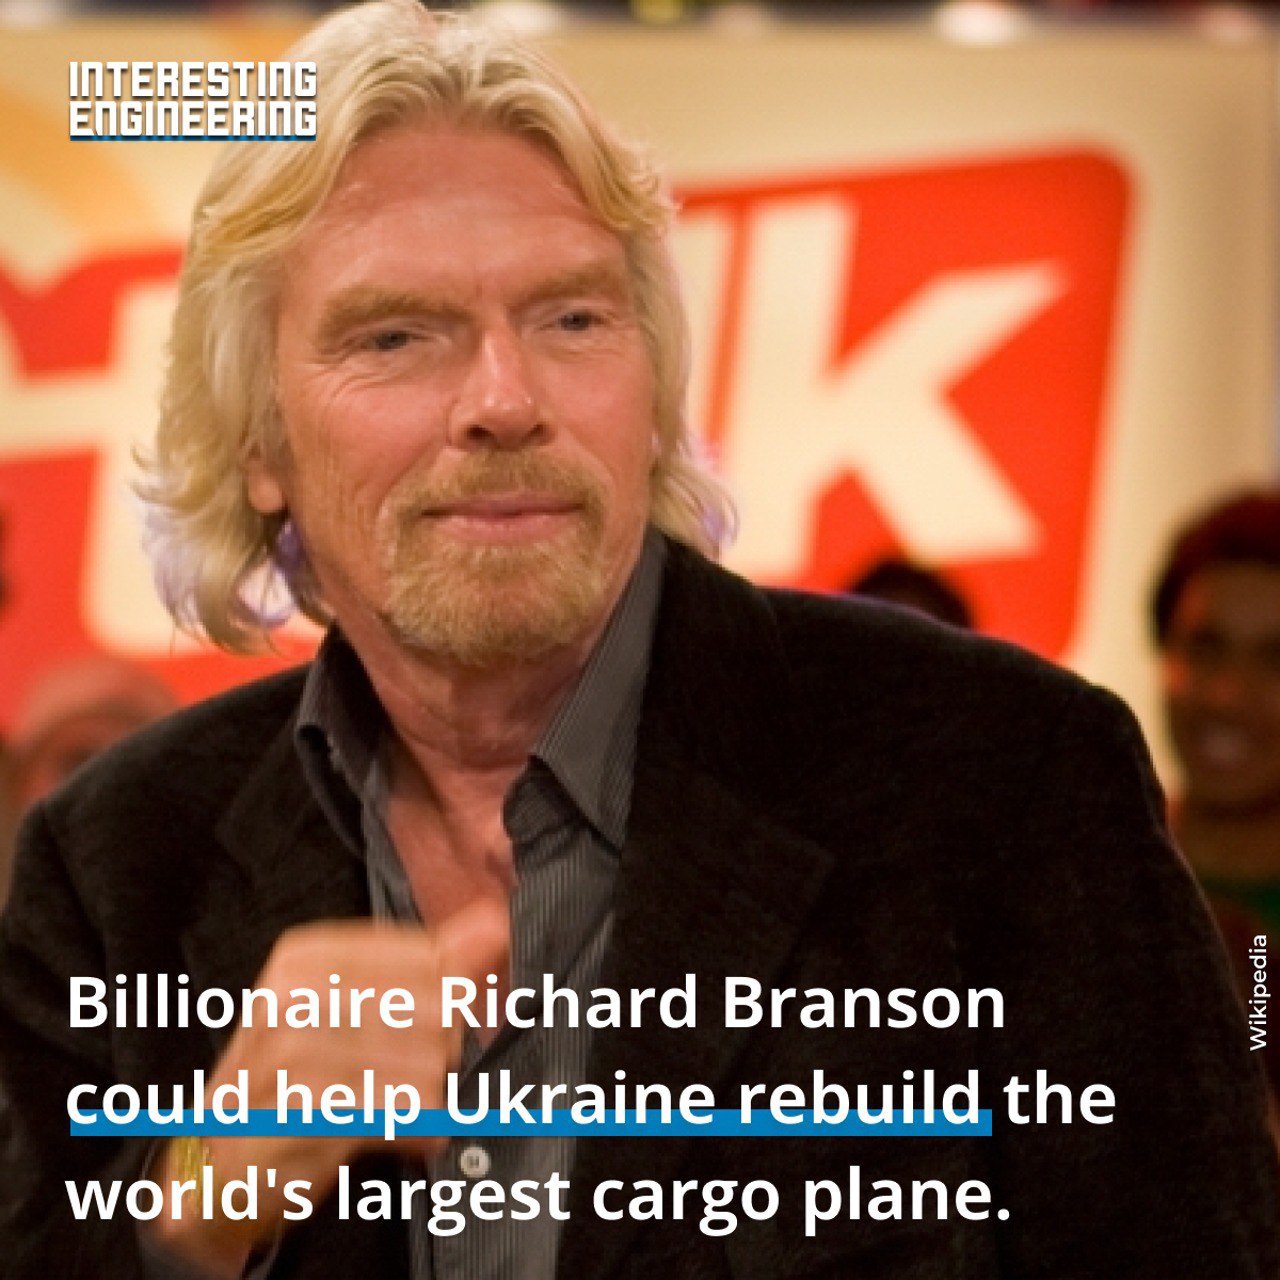 INTERESTING
ENGINEERING
k
Wikipedia
Billionaire Richard Branson
could help Ukraine rebuild the
world's largest cargo plane.